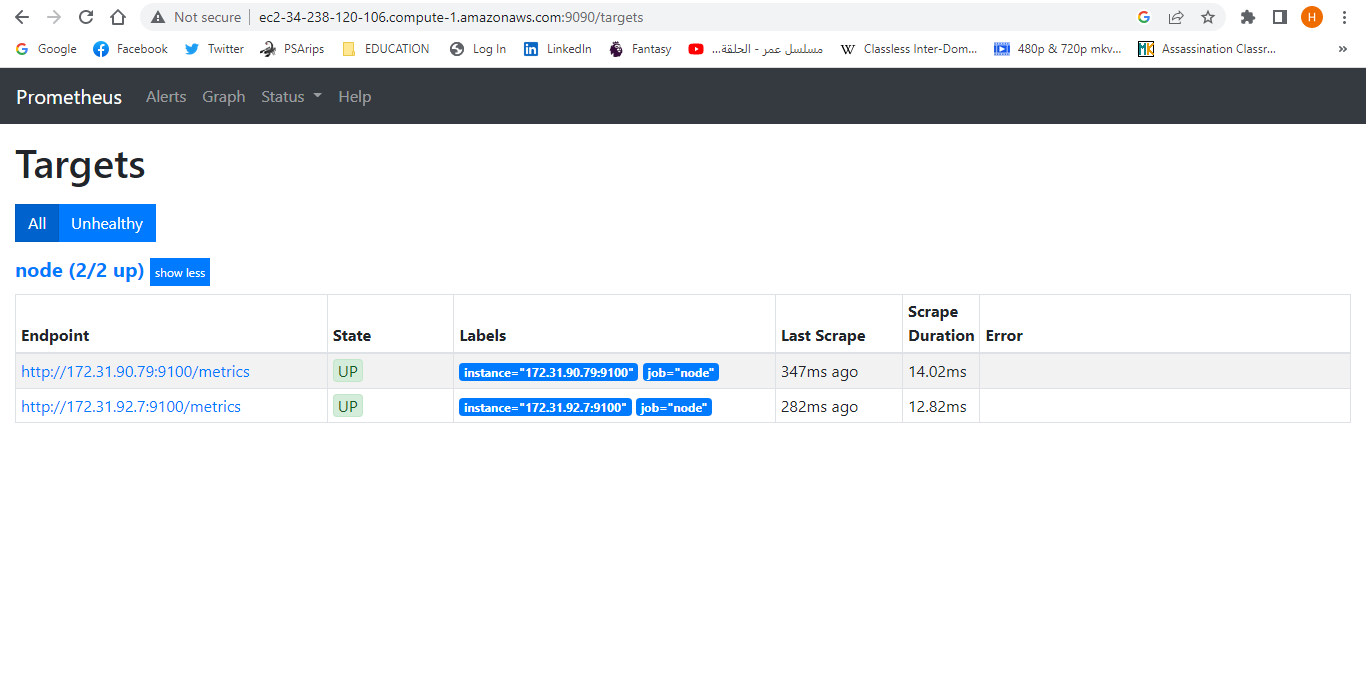 Not secure ec2-34-238-120-106.compute-1.amazonaws.com:9090/targets H
Google Facebook Twitter PSArips EDUCATION Log In LinkedIn Fantasy مسلسل عمر - الحلقة... Classless Inter-Dom... 480p & 720p mkv... Assassination Classr... »
Prometheus Alerts Graph Status Help
Targets
All Unhealthy
node (2/2 up) show less
Endpoint State Labels Last Scrape Scrape Duration Error
http://172.31.90.79:9100/metrics UP instance="172.31.90.79:9100" job="node" 347ms ago 14.02ms
http://172.31.92.7:9100/metrics UP instance="172.31.92.7:9100" job="node" 282ms ago 12.82ms